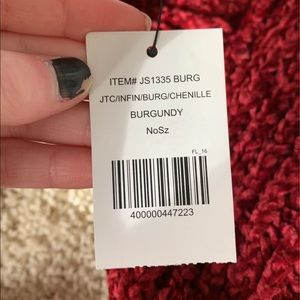 ITEM# JS1335 BURG
JTC/INFIN/BURG/CHENILLE
BURGUNDY
NoSz
FL_16
400000447223